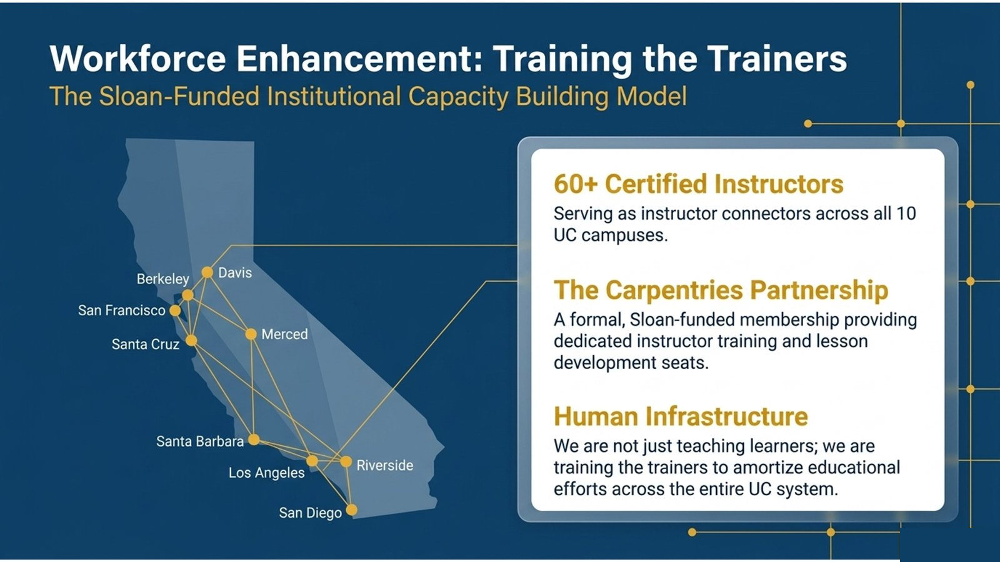 Workforce Enhancement: Training the Trainers
The Sloan-Funded Institutional Capacity Building Model
Berkeley
Davis
San Francisco
Santa Cruz
Merced
Santa Barbara
Los Angeles
Riverside
San Diego
60+ Certified Instructors
Serving as instructor connectors across all 10
UC campuses.
The Carpentries Partnership
A formal, Sloan-funded membership providing
dedicated instructor training and lesson
development seats.
Human Infrastructure
We are not just teaching learners; we are
training the trainers to amortize educational
efforts across the entire UC system.